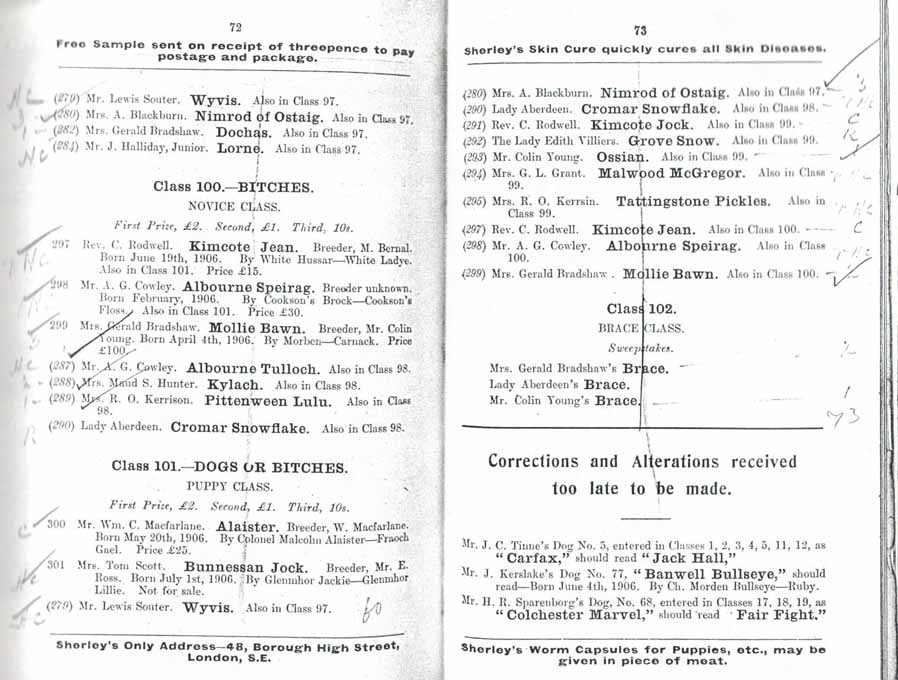 72
Free Sample sent on receipt of threepence to pay
postage and package.
(279) Mr. Lewis Souter. Wyvis. Also in Class 97.
(280) Mrs. A. Blackburn. Nimrod of Ostaig. Also in Class 97.
(282) Mrs. Gerald Bradshaw. Dochas. Also in Class 97.
(284) Mr. J. Halliday, Junior. Lorne. Also in Class 97.
Class 100.—BITCHES.
NOVICE CLASS.
First Prize, £2. Second, £1. Third, 10s.
297 Rev. C. Rodwell. Kimcote Jean. Breeder, M. Bernal.
Born June 19th, 1906. By White Hussar—White Ladye.
Also in Class 101. Price £15.
298 Mr. A. G. Cowley. Albourne Speirag. Breeder unknown.
Born February, 1906. By Cookson's Brock—Cookson's
Floss. Also in Class 101. Price £30.
299 Mrs. Gerald Bradshaw. Mollie Bawn. Breeder, Mr. Colin
Young. Born April 4th, 1906. By Morben—Carnack. Price
£100.
(287) Mr. A. G. Cowley. Albourne Tulloch. Also in Class 98.
(288) Mrs. Maud S. Hunter. Kylach. Also in Class 98.
(289) Mrs. R. O. Kerrison. Pittenween Lulu. Also in Class
98.
(290) Lady Aberdeen. Cromar Snowflake. Also in Class 98.
Class 101.—DOGS OR BITCHES.
PUPPY CLASS.
First Prize, £2. Second, £1. Third, 10s.
300 Mr. Wm. C. Macfarlane. Alaister. Breeder, W. Macfarlane.
Born May 20th, 1906. By Colonel Malcolm Alaister—Fraoch
Gael. Price £25.
301 Mrs. Tom Scott. Bunnessan Jock. Breeder, Mr. E.
Ross. Born July 1st, 1906. By Glenmhor Jackie—Glenmhor
Lillie. Not for sale.
(279) Mr. Lewis Souter. Wyvis. Also in Class 97.
Sherley's Only Address—48, Borough High Street,
London, S.E.
73
Sherley's Skin Cure quickly cures all Skin Diseases.
(280) Mrs. A. Blackburn. Nimrod of Ostaig. Also in Class 97.
(290) Lady Aberdeen. Cromar Snowflake. Also in Class 98.
(291) Rev. C. Rodwell. Kimcote Jock. Also in Class 99.
(292) The Lady Edith Villiers. Grove Snow. Also in Class 99.
(293) Mr. Colin Young. Ossian. Also in Class 99.
(294) Mrs. G. L. Grant. Malwood McGregor. Also in Class
99.
(295) Mrs. R. O. Kerrsin. Tattingstone Pickles. Also in
Class 99.
(297) Rev. C. Rodwell. Kimcote Jean. Also in Class 100.
(298) Mr. A. G. Cowley. Albourne Speirag. Also in Class
100.
(299) Mrs. Gerald Bradshaw. Mollie Bawn. Also in Class 100.
Class 102.
BRACE CLASS.
Sweepstakes.
Mrs. Gerald Bradshaw's Brace.
Lady Aberdeen's Brace.
Mr. Colin Young's Brace.
Corrections and Alterations received
too late to be made.
Mr. J. C. Tinne's Dog No. 5, entered in Classes 1, 2, 3, 4, 5, 11, 12, as
"Carfax," should read "Jack Hall,"
Mr. J. Kerslake's Dog No. 77, "Banwell Bullseye," should
read—Born June 4th, 1906. By Ch. Morden Bullseye—Ruby.
Mr. H. R. Sparenborg's Dog, No. 68, entered in Classes 17, 18, 19, as
"Colchester Marvel," should read "Fair Fight."
Sherley's Worm Capsules for Puppies, etc., may be
given in piece of meat.